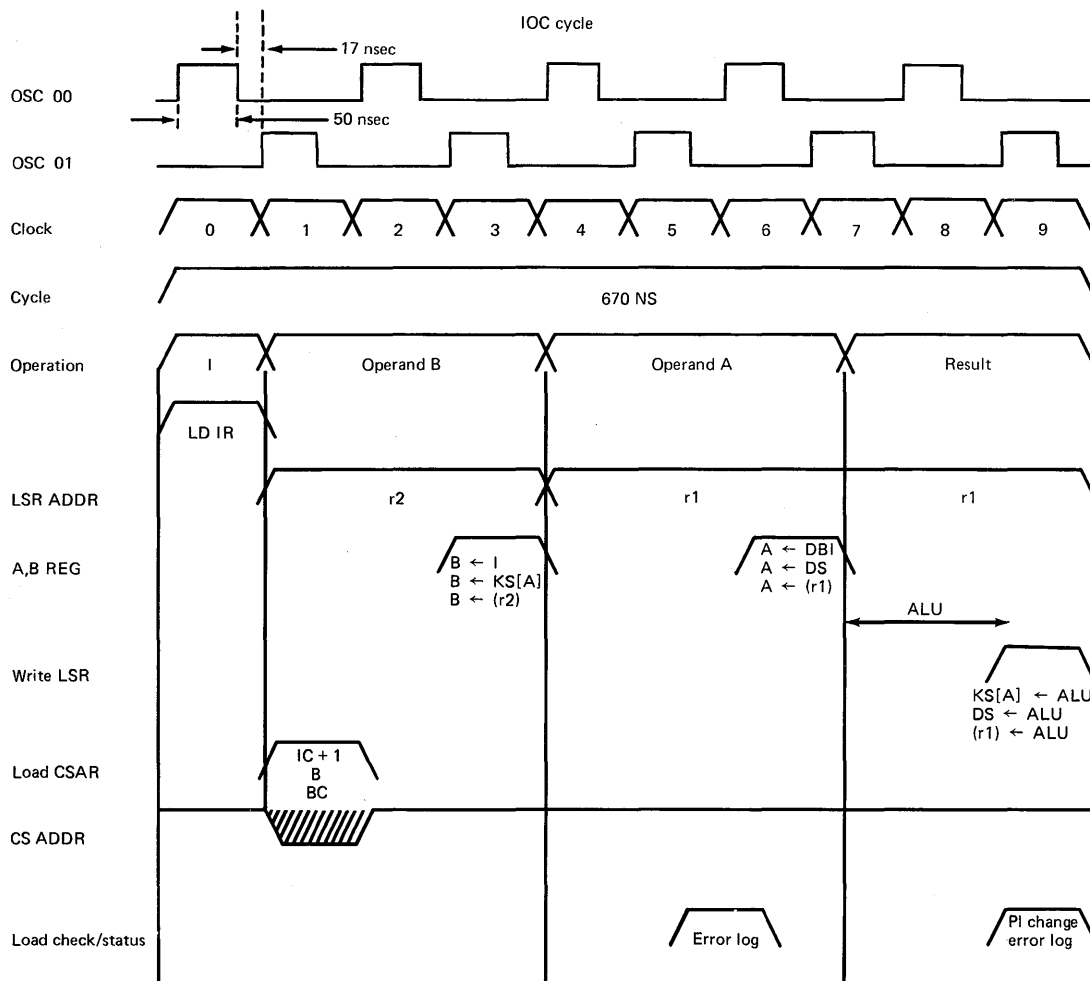 IOC cycle
17 nsec
OSC 00
50 nsec
OSC 01
Clock 0 1 2 3 4 5 6 7 8 9
Cycle 670 NS
Operation I Operand B Operand A Result
LD IR
LSR ADDR r2 r1 r1
A,B REG
B ← I
B ← KS[A]
B ← (r2)
A ← DBI
A ← DS
A ← (r1)
ALU
Write LSR
KS[A] ← ALU
DS ← ALU
(r1) ← ALU
Load CSAR
IC + 1
B
BC
CS ADDR
Load check/status
Error log
PI change
error log